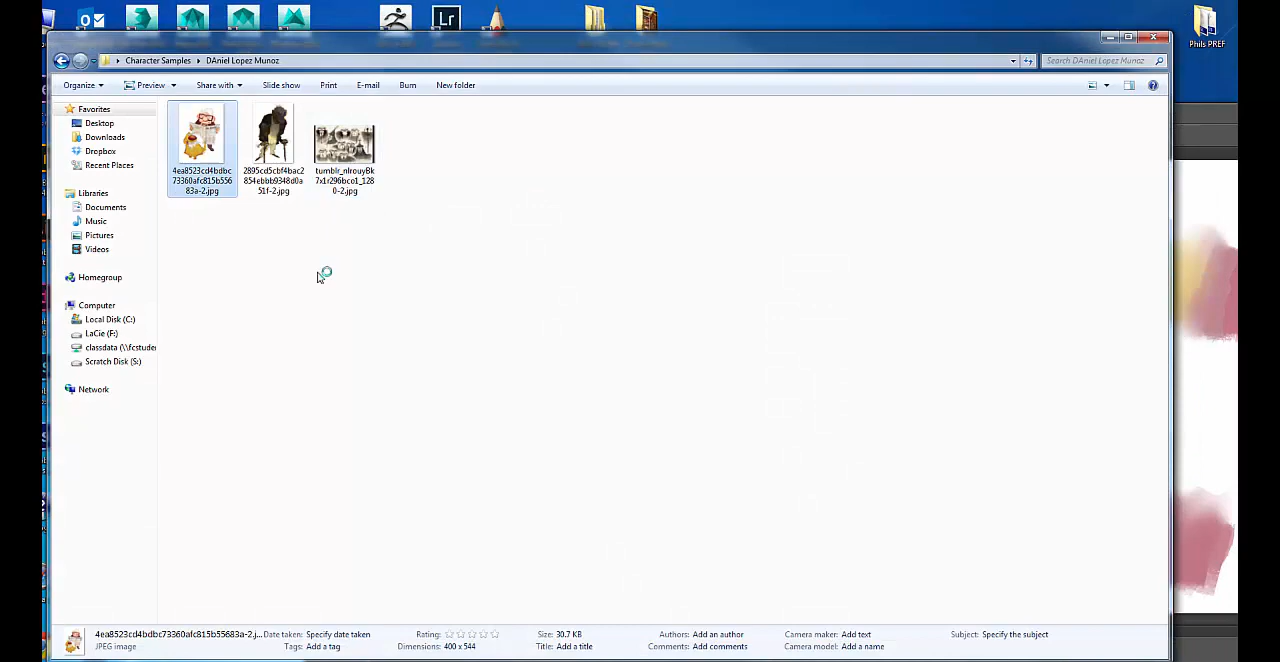 Lr
Phils PREF
Character Samples
DAniel Lopez Munoz
Search DAniel Lopez Munoz
Organize
Preview
Share with
Slide show
Print
E-mail
Burn
New folder
Favorites
Desktop
Downloads
Dropbox
Recent Places
Libraries
Documents
Music
Pictures
Videos
Homegroup
Computer
Local Disk (C:)
LaCie (F:)
classdata (\\fcstude
Scratch Disk (S:)
Network
4ea8523cd4bdbc
73360afc815b556
83a-2.jpg
2895cd5cbf4bac2
854ebbb9348d0a
51f-2.jpg
tumblr_nlrouyBk
7x1r296bco1_128
0-2.jpg
4ea8523cd4bdbc73360afc815b55683a-2.j...
Date taken: Specify date taken
Rating:
Size: 30.7 KB
Authors: Add an author
Camera maker: Add text
Subject: Specify the subject
JPEG image
Tags: Add a tag
Dimensions: 400 x 544
Title: Add a title
Comments: Add comments
Camera model: Add a name